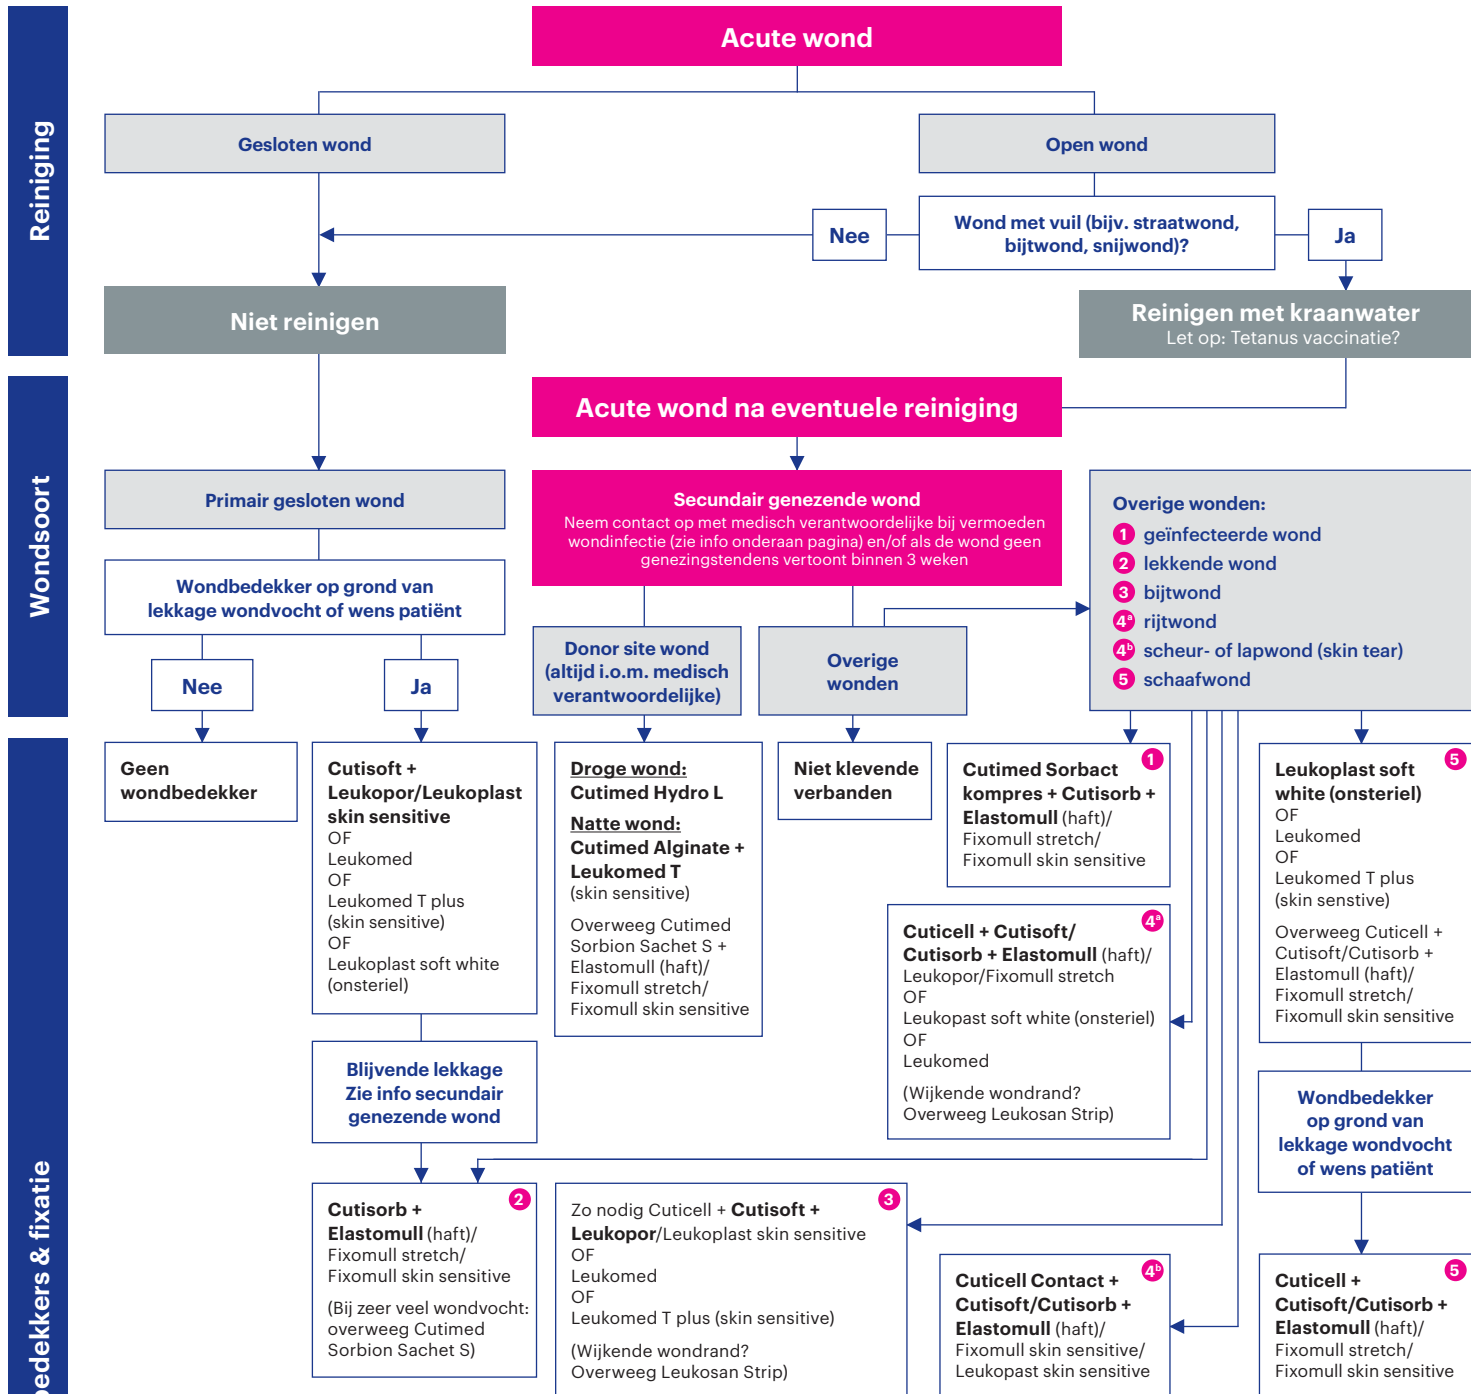 Reiniging
Acute wond
Gesloten wond
Open wond
Wond met vuil (bijv. straatwond,
bijtwond, snijwond)?
Nee
Ja
Niet reinigen
Reinigen met kraanwater
Let op: Tetanus vaccinatie?
Wondsoort
Acute wond na eventuele reiniging
Primair gesloten wond
Wondbedekker op grond van
lekkage wondvocht of wens patiënt
Nee
Ja
Secundair genezende wond
Neem contact op met medisch verantwoordelijke bij vermoeden
wondinfectie (zie info onderaan pagina) en/of als de wond geen
genezingstendens vertoont binnen 3 weken
Donor site wond
(altijd i.o.m. medisch
verantwoordelijke)
Overige
wonden
Overige wonden:
1 geïnfecteerde wond
2 lekkende wond
3 bijtwond
4a rijtwond
4b scheur- of lapwond (skin tear)
5 schaafwond
bedekkers & fixatie
Geen
wondbedekker
Cutisoft +
Leukopor/Leukoplast
skin sensitive
OF
Leukomed
OF
Leukomed T plus
(skin sensitive)
OF
Leukoplast soft white
(onsteriel)
Droge wond:
Cutimed Hydro L
Natte wond:
Cutimed Alginate +
Leukomed T
(skin sensitive)
Overweeg Cutimed
Sorbion Sachet S +
Elastomull (haft)/
Fixomull stretch/
Fixomull skin sensitive
Niet klevende
verbanden
1
Cutimed Sorbact
kompres + Cutisorb +
Elastomull (haft)/
Fixomull stretch/
Fixomull skin sensitive
5
Leukoplast soft
white (onsteriel)
OF
Leukomed
OF
Leukomed T plus
(skin senstive)
Overweeg Cuticell +
Cutisoft/Cutisorb +
Elastomull (haft)/
Fixomull stretch/
Fixomull skin sensitive
4a
Cuticell + Cutisoft/
Cutisorb + Elastomull (haft)/
Leukopor/Fixomull stretch
OF
Leukopast soft white (onsteriel)
OF
Leukomed
(Wijkende wondrand?
Overweeg Leukosan Strip)
Blijvende lekkage
Zie info secundair
genezende wond
Wondbedekker
op grond van
lekkage wondvocht
of wens patiënt
2
Cutisorb +
Elastomull (haft)/
Fixomull stretch/
Fixomull skin sensitive
(Bij zeer veel wondvocht:
overweeg Cutimed
Sorbion Sachet S)
3
Zo nodig Cuticell + Cutisoft +
Leukopor/Leukoplast skin sensitive
OF
Leukomed
OF
Leukomed T plus (skin sensitive)
(Wijkende wondrand?
Overweeg Leukosan Strip)
4b
Cuticell Contact +
Cutisoft/Cutisorb +
Elastomull (haft)/
Fixomull skin sensitive/
Leukopast skin sensitive
5
Cuticell +
Cutisoft/Cutisorb +
Elastomull (haft)/
Fixomull stretch/
Fixomull skin sensitive